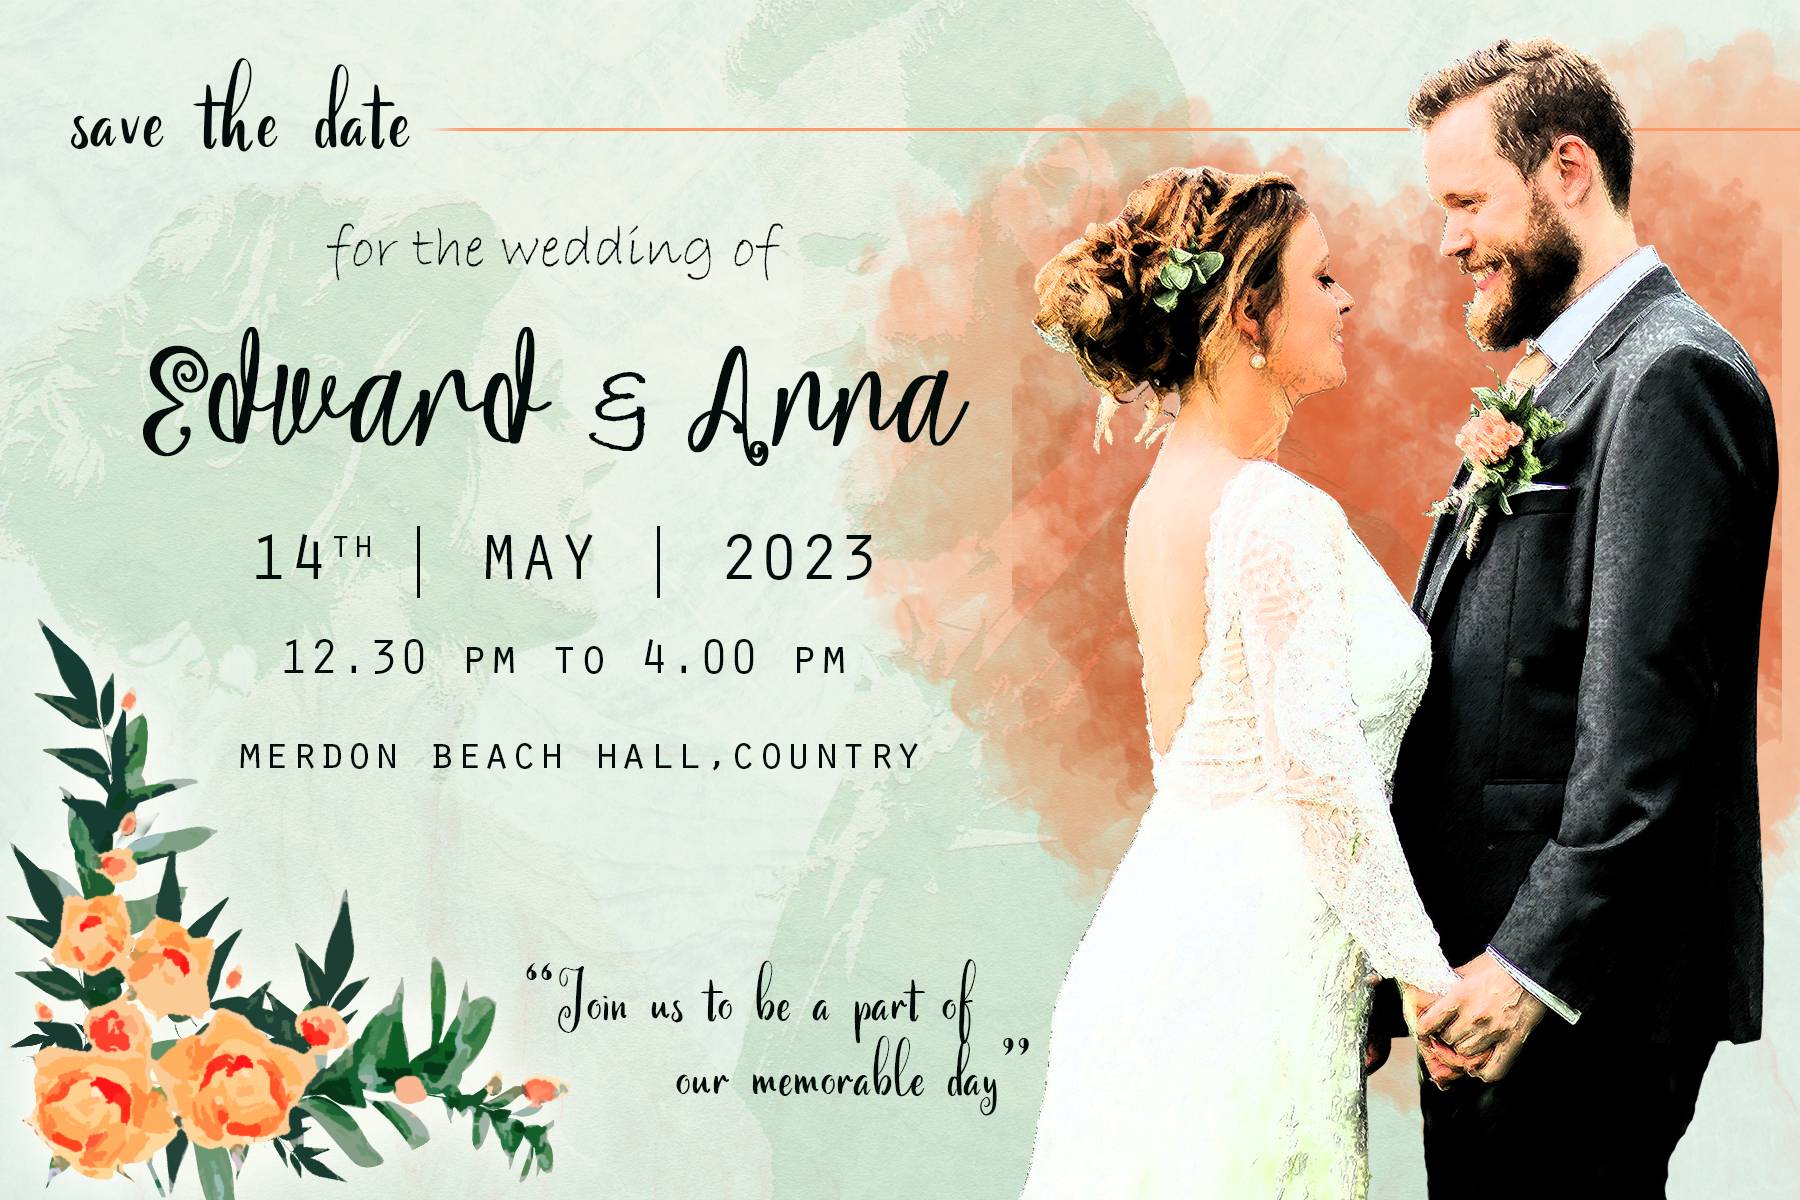 save the date
for the wedding of
Edward & Anna
14TH | MAY | 2023
12.30 PM TO 4.00 PM
MERDON BEACH HALL,COUNTRY
“Join us to be a part of
our memorable day”